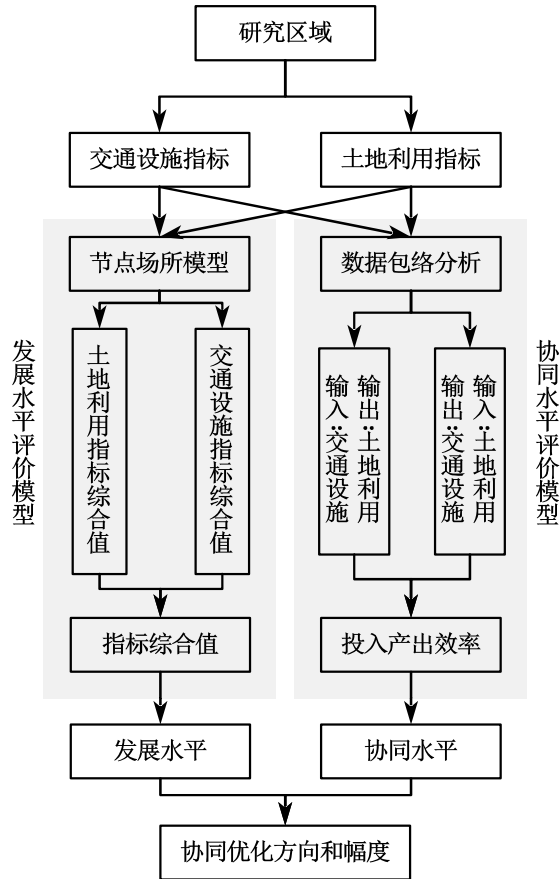 研究区域
交通设施指标
土地利用指标
节点场所模型
数据包络分析
发展水平评价模型
土地利用指标综合值
交通设施指标综合值
输入:交通设施
输出:土地利用
输出:交通设施
输入:土地利用
协同水平评价模型
指标综合值
投入产出效率
发展水平
协同水平
协同优化方向和幅度